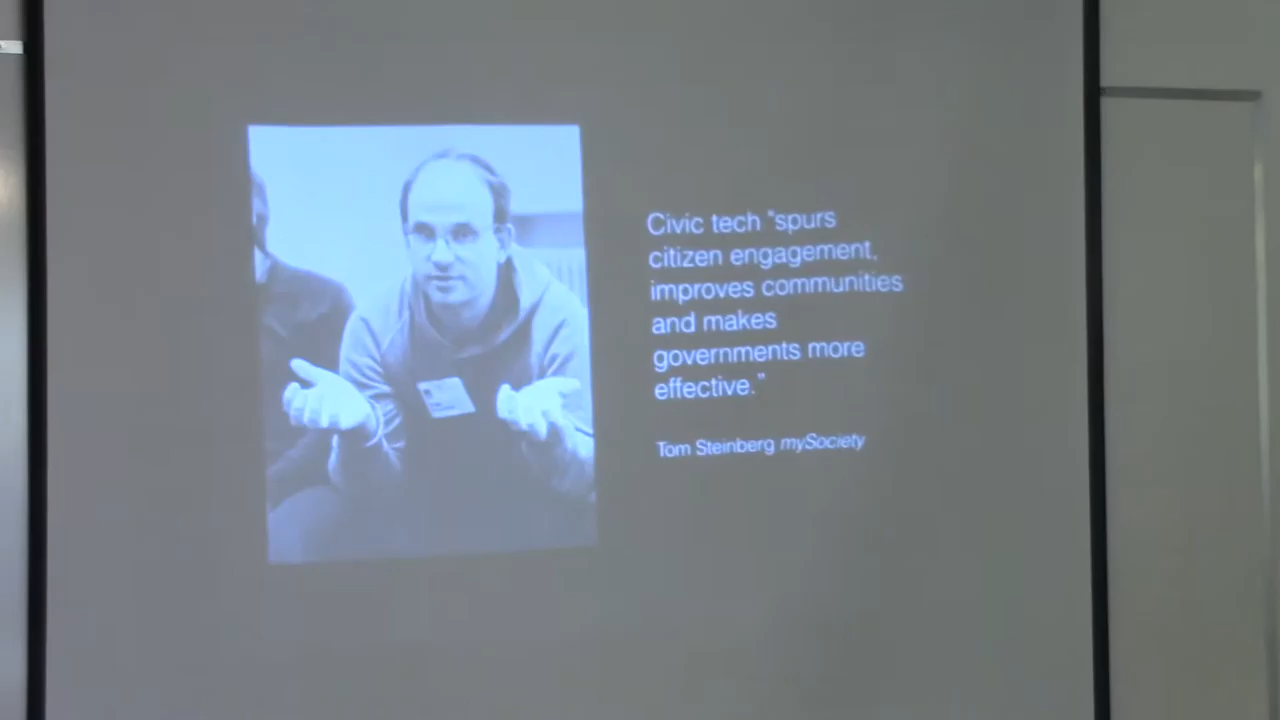 Civic tech "spurs
citizen engagement,
improves communities
and makes
governments more
effective."
Tom Steinberg mySociety